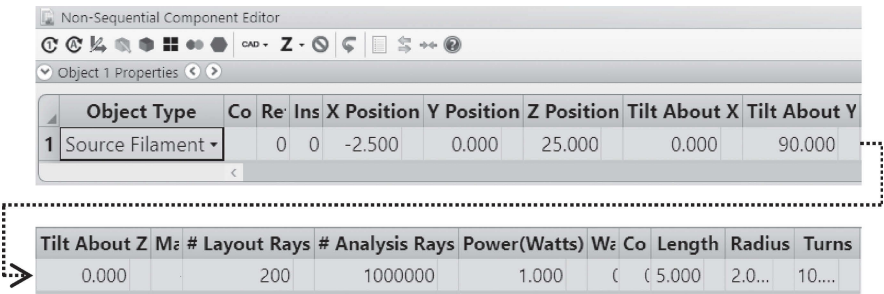 Non-Sequential Component Editor
CAD Z
Object 1 Properties
Object Type Co Re Ins X Position Y Position Z Position Tilt About X Tilt About Y
1 Source Filament 0 0 -2.500 0.000 25.000 0.000 90.000
Tilt About Z Ma # Layout Rays # Analysis Rays Power(Watts) Wa Co Length Radius Turns
0.000 - 200 1000000 1.000 5.000 2.0... 10....